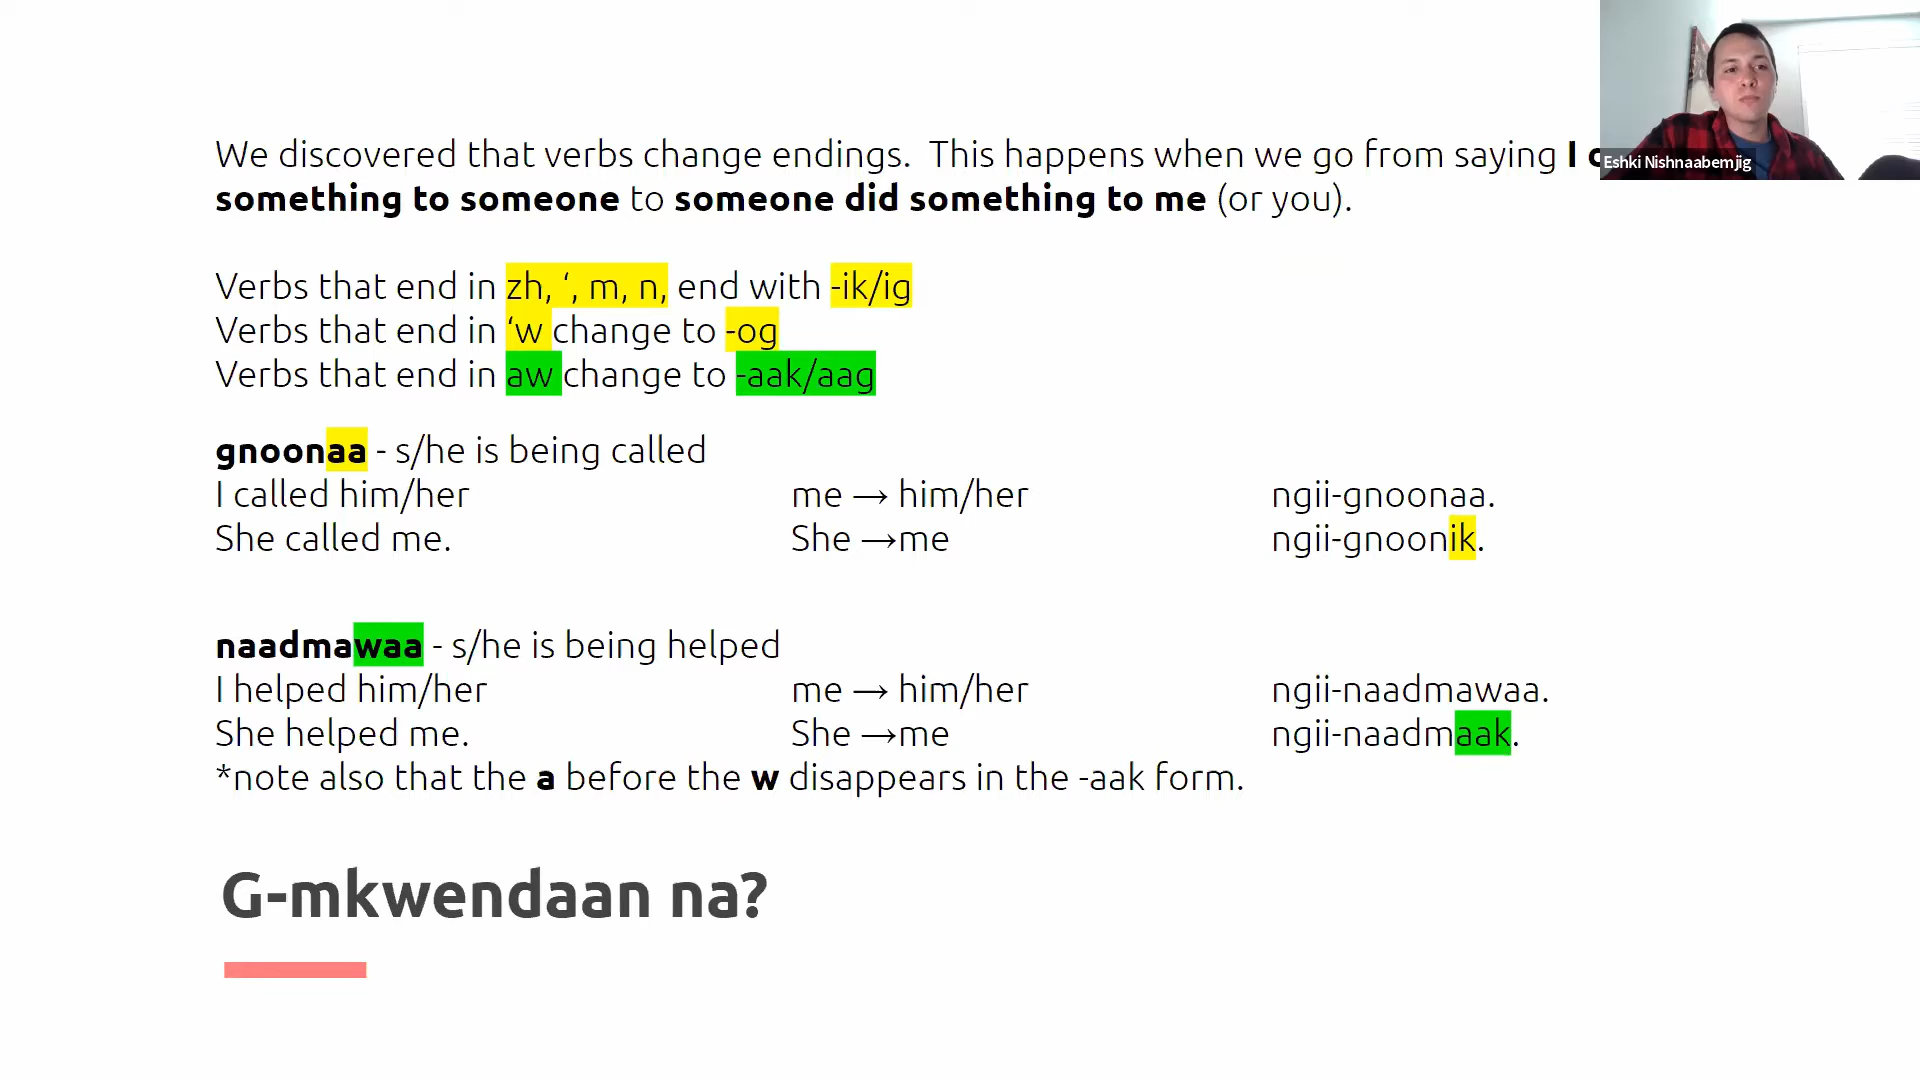 We discovered that verbs change endings. This happens when we go from saying I
something to someone to someone did something to me (or you).
Verbs that end in zh, ‘, m, n, end with -ik/ig
Verbs that end in ‘w change to -og
Verbs that end in aw change to -aak/aag
gnoonaa - s/he is being called
I called him/her me → him/her ngii-gnoonaa.
She called me. She →me ngii-gnoonik.
naadmawaa - s/he is being helped
I helped him/her me → him/her ngii-naadmawaa.
She helped me. She →me ngii-naadmaak.
*note also that the a before the w disappears in the -aak form.
G-mkwendaan na?
Eshki Nishnaabemjig